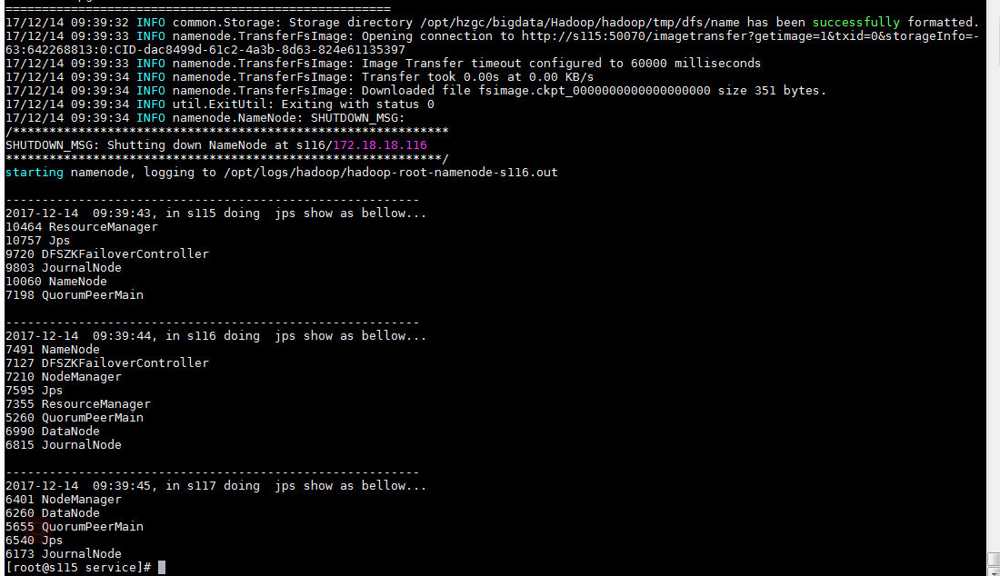 ======================================================
17/12/14 09:39:32 INFO common.Storage: Storage directory /opt/hzgc/bigdata/Hadoop/hadoop/tmp/dfs/name has been successfully formatted.
17/12/14 09:39:33 INFO namenode.TransferFsImage: Opening connection to http://s115:50070/imagetransfer?getimage=1&txid=0&storageInfo=-
63:642268813:0:CID-dac8499d-61c2-4a3b-8d63-824e61135397
17/12/14 09:39:33 INFO namenode.TransferFsImage: Image Transfer timeout configured to 60000 milliseconds
17/12/14 09:39:34 INFO namenode.TransferFsImage: Transfer took 0.00s at 0.00 KB/s
17/12/14 09:39:34 INFO namenode.TransferFsImage: Downloaded file fsimage.ckpt_0000000000000000000 size 351 bytes.
17/12/14 09:39:34 INFO util.ExitUtil: Exiting with status 0
17/12/14 09:39:34 INFO namenode.NameNode: SHUTDOWN_MSG:
/************************************************************
SHUTDOWN_MSG: Shutting down NameNode at s116/172.18.18.116
************************************************************/
starting namenode, logging to /opt/logs/hadoop/hadoop-root-namenode-s116.out
---------------------------------------------------------
2017-12-14  09:39:43, in s115 doing  jps show as bellow...
10464 ResourceManager
10757 Jps
9720 DFSZKFailoverController
9803 JournalNode
10060 NameNode
7198 QuorumPeerMain
---------------------------------------------------------
2017-12-14  09:39:44, in s116 doing  jps show as bellow...
7491 NameNode
7127 DFSZKFailoverController
7210 NodeManager
7595 Jps
7355 ResourceManager
5260 QuorumPeerMain
6990 DataNode
6815 JournalNode
---------------------------------------------------------
2017-12-14  09:39:45, in s117 doing  jps show as bellow...
6401 NodeManager
6260 DataNode
5655 QuorumPeerMain
6540 Jps
6173 JournalNode
[root@s115 service]#